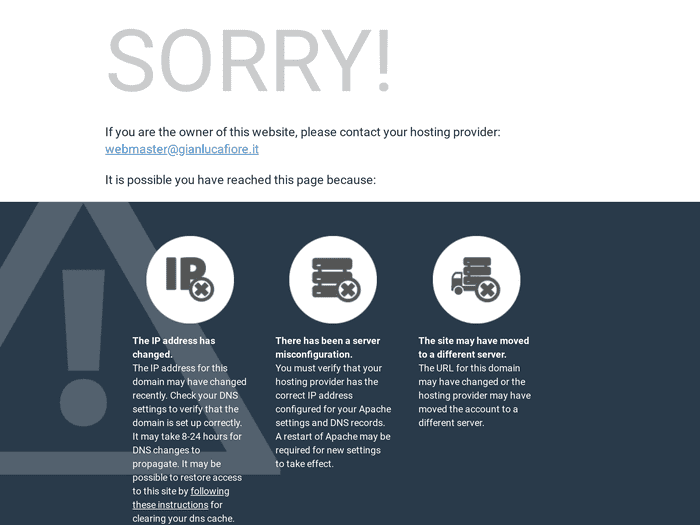 SORRY!
If you are the owner of this website, please contact your hosting provider:
webmaster@gianlucafiore.it
It is possible you have reached this page because:
IP
The IP address has
changed.
The IP address for this
domain may have changed
recently. Check your DNS
settings to verify that the
domain is set up correctly.
It may take 8-24 hours for
DNS changes to
propagate. It may be
possible to restore access
to this site by following
these instructions for
clearing your dns cache.
There has been a server
misconfiguration.
You must verify that your
hosting provider has the
correct IP address
configured for your Apache
settings and DNS records.
A restart of Apache may be
required for new settings
to take effect.
The site may have moved
to a different server.
The URL for this domain
may have changed or the
hosting provider may have
moved the account to a
different server.